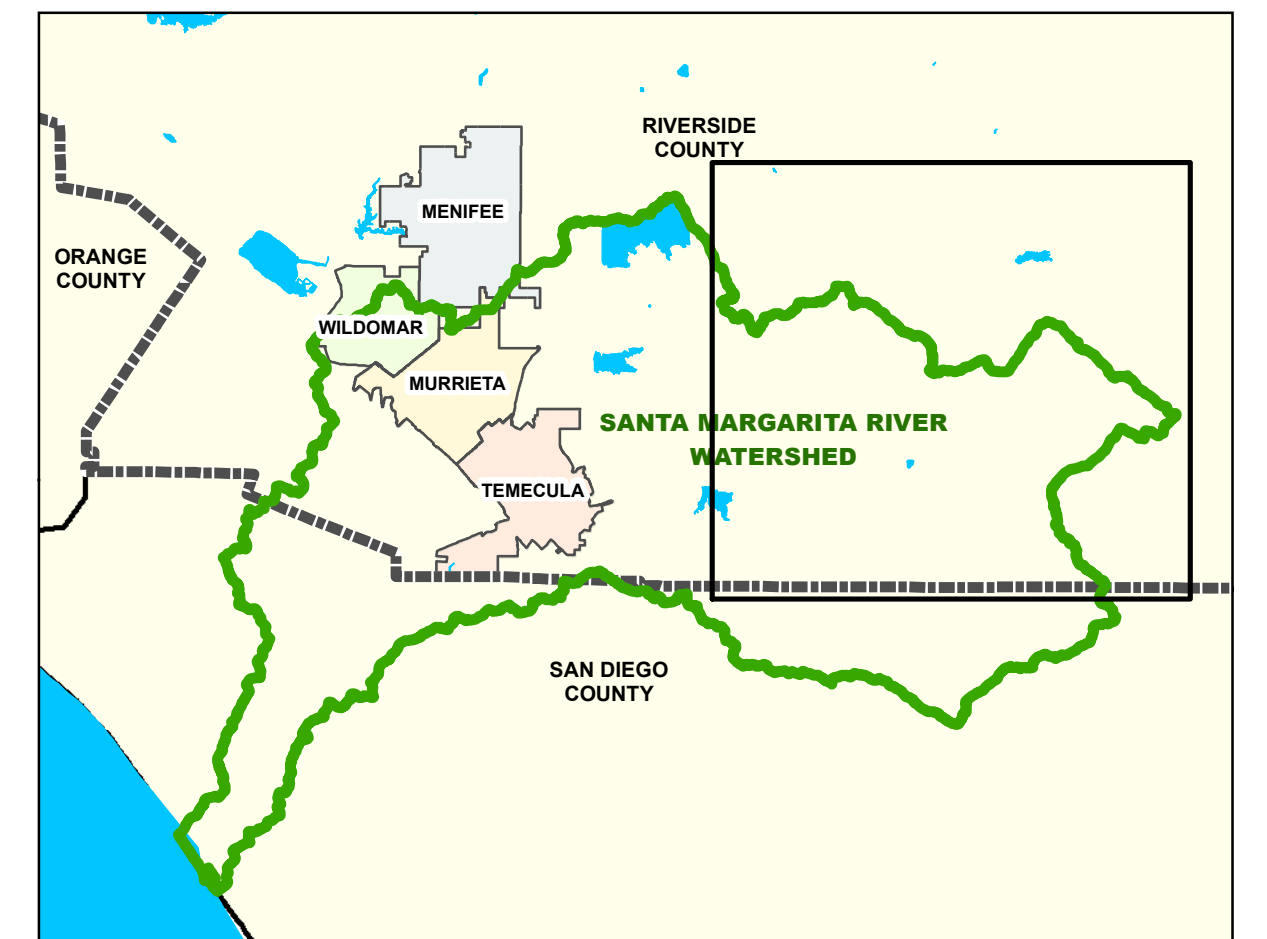 RIVERSIDE
COUNTY
MENIFEE
ORANGE
COUNTY
WILDOMAR
MURRIETA
SANTA MARGARITA RIVER
WATERSHED
TEMECULA
SAN DIEGO
COUNTY